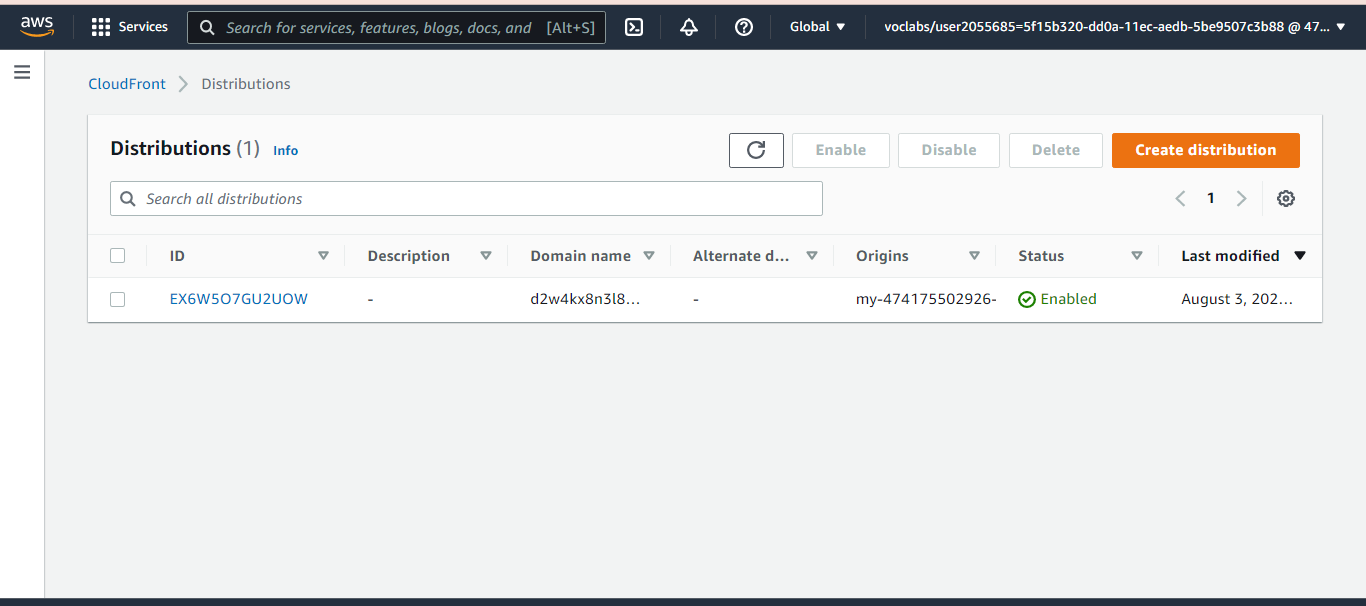 aws Services Search for services, features, blogs, docs, and [Alt+S] Global voclabs/user2055685=5f15b320-dd0a-11ec-aedb-5be9507c3b88 @ 47...
CloudFront Distributions
Distributions (1) Info Enable Disable Delete Create distribution
Search all distributions 1
ID Description Domain name Alternate d... Origins Status Last modified
EX6W5O7GU2UOW - d2w4kx8n3l8... - my-474175502926- Enabled August 3, 202...